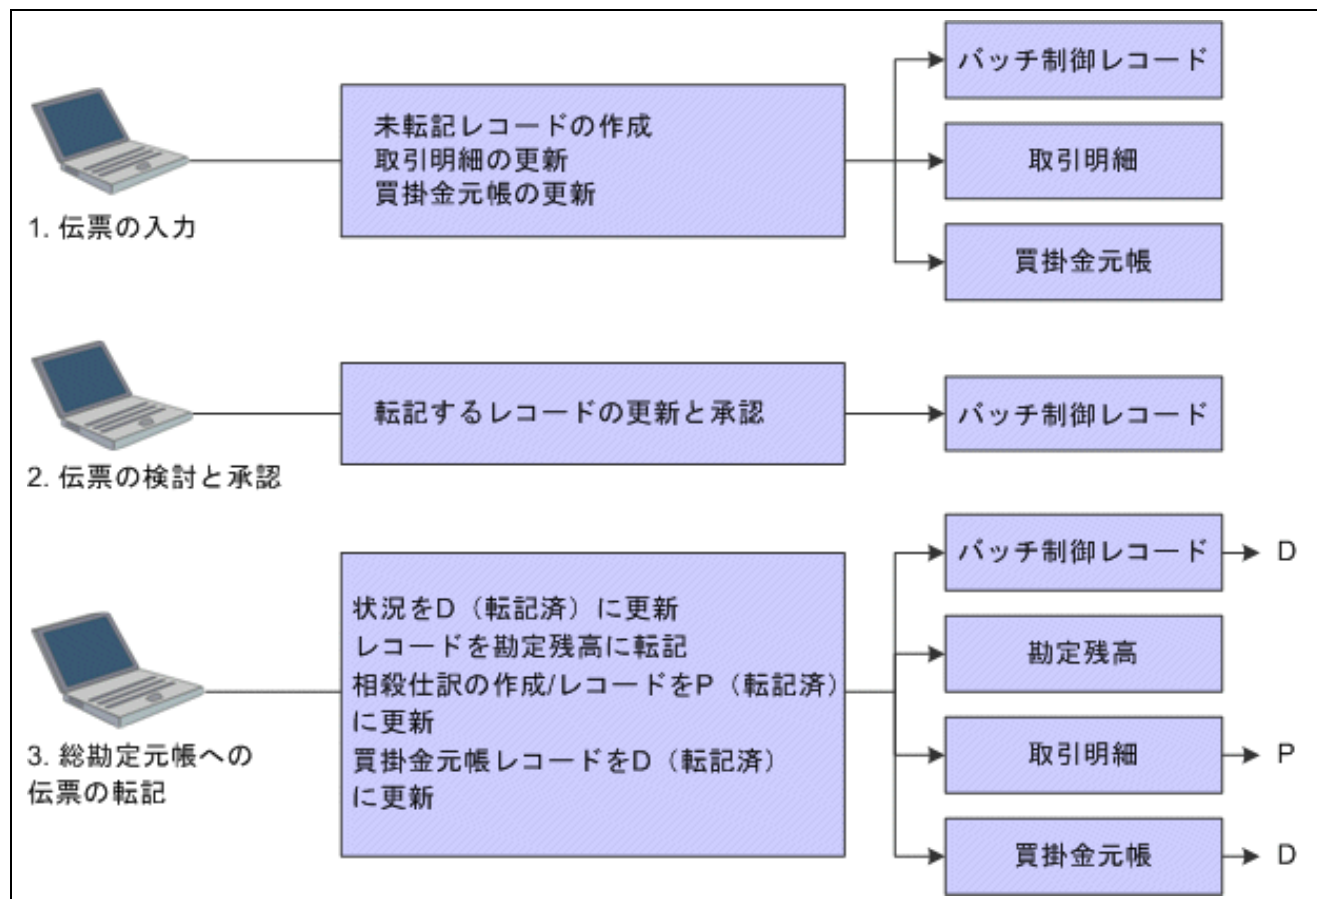 1. 伝票の入力
未転記レコードの作成
取引明細の更新
買掛金元帳の更新
バッチ制御レコード
取引明細
買掛金元帳
2. 伝票の検討と承認
転記するレコードの更新と承認
バッチ制御レコード
3. 総勘定元帳への
伝票の転記
状況をD（転記済）に更新
レコードを勘定残高に転記
相殺仕訳の作成/レコードをP（転記済）
に更新
買掛金元帳レコードをD（転記済）
に更新
バッチ制御レコード
D
勘定残高
取引明細
P
買掛金元帳
D